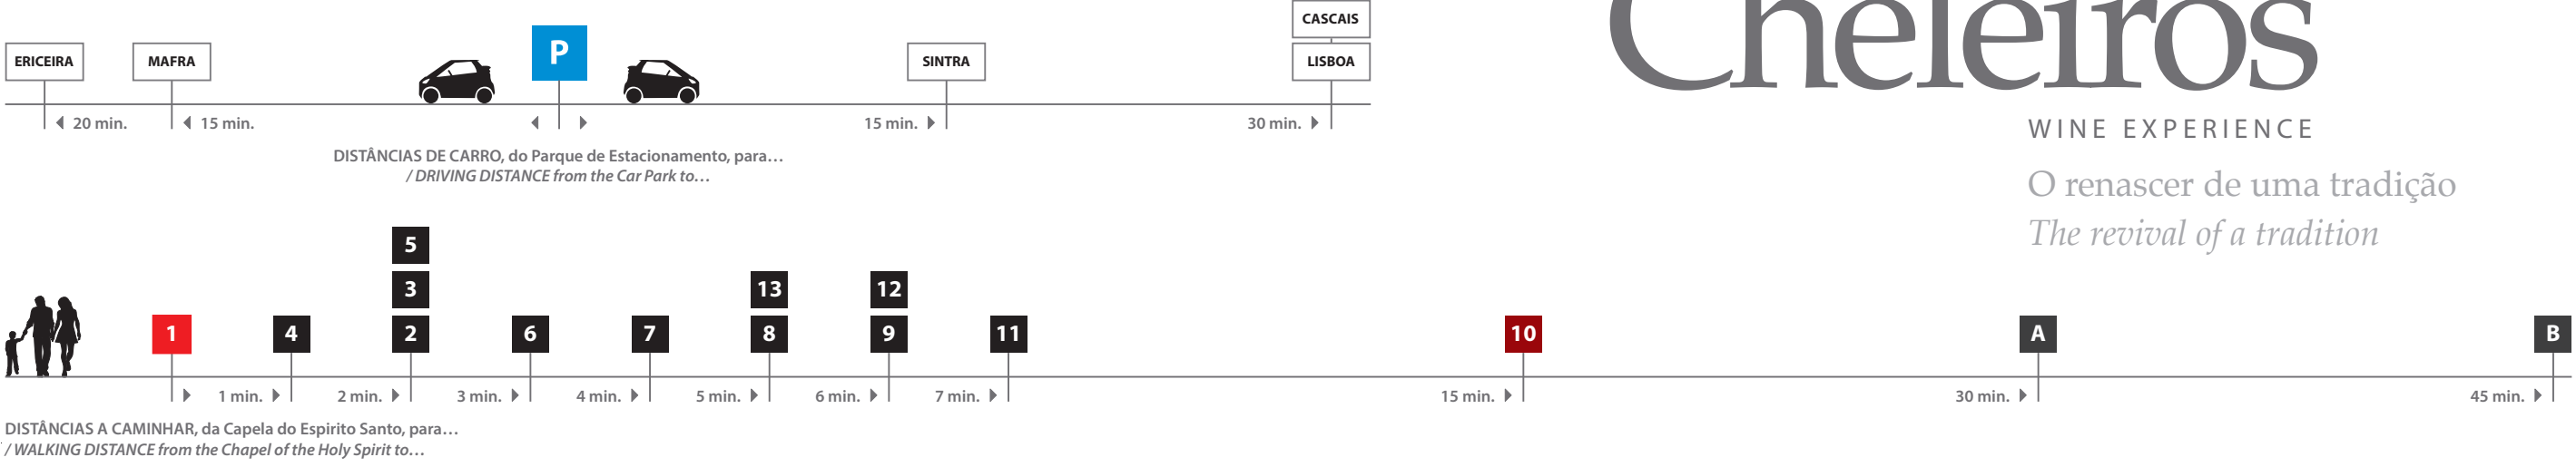 CASCAIS
ERICEIRA
MAFRA
P
SINTRA
LISBOA
20 min.
15 min.
15 min.
30 min.
DISTÂNCIAS DE CARRO, do Parque de Estacionamento, para…
/ DRIVING DISTANCE from the Car Park to…
Cheleiros
WINE EXPERIENCE
O renascer de uma tradição
The revival of a tradition
5
3
13
12
1
4
2
6
7
8
9
11
10
A
B
1 min.
2 min.
3 min.
4 min.
5 min.
6 min.
7 min.
15 min.
30 min.
45 min.
DISTÂNCIAS A CAMINHAR, da Capela do Espirito Santo, para…
/ WALKING DISTANCE from the Chapel of the Holy Spirit to…